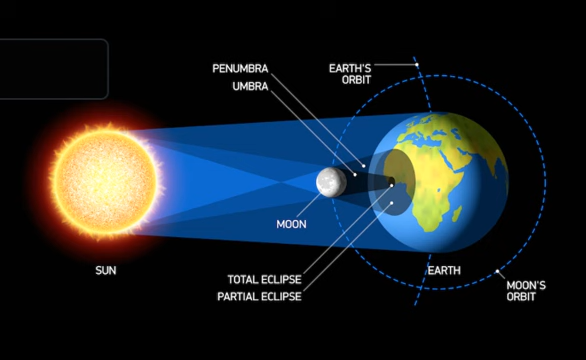 PENUMBRA
UMBRA
EARTH'S
ORBIT
MOON
SUN
TOTAL ECLIPSE
PARTIAL ECLIPSE
EARTH
MOON'S
ORBIT